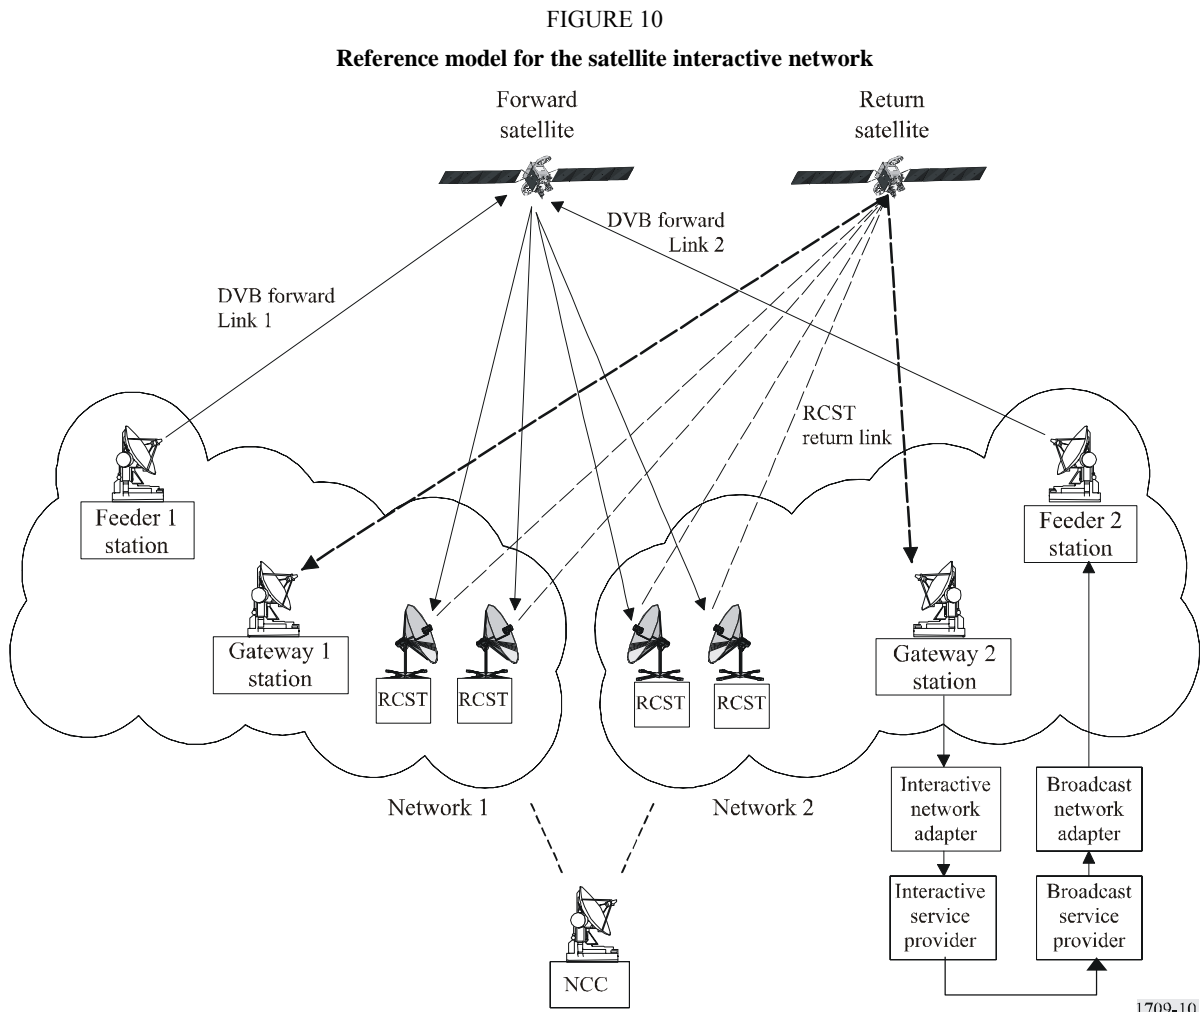 FIGURE 10
Reference model for the satellite interactive network
Forward
satellite
Return
satellite
DVB forward
Link 2
DVB forward
Link 1
RCST
return link
Feeder 1
station
Feeder 2
station
Gateway 1
station
RCST
RCST
RCST
RCST
Gateway 2
station
Network 1
Network 2
Interactive
network
adapter
Broadcast
network
adapter
Interactive
service
provider
Broadcast
service
provider
NCC
1709-10